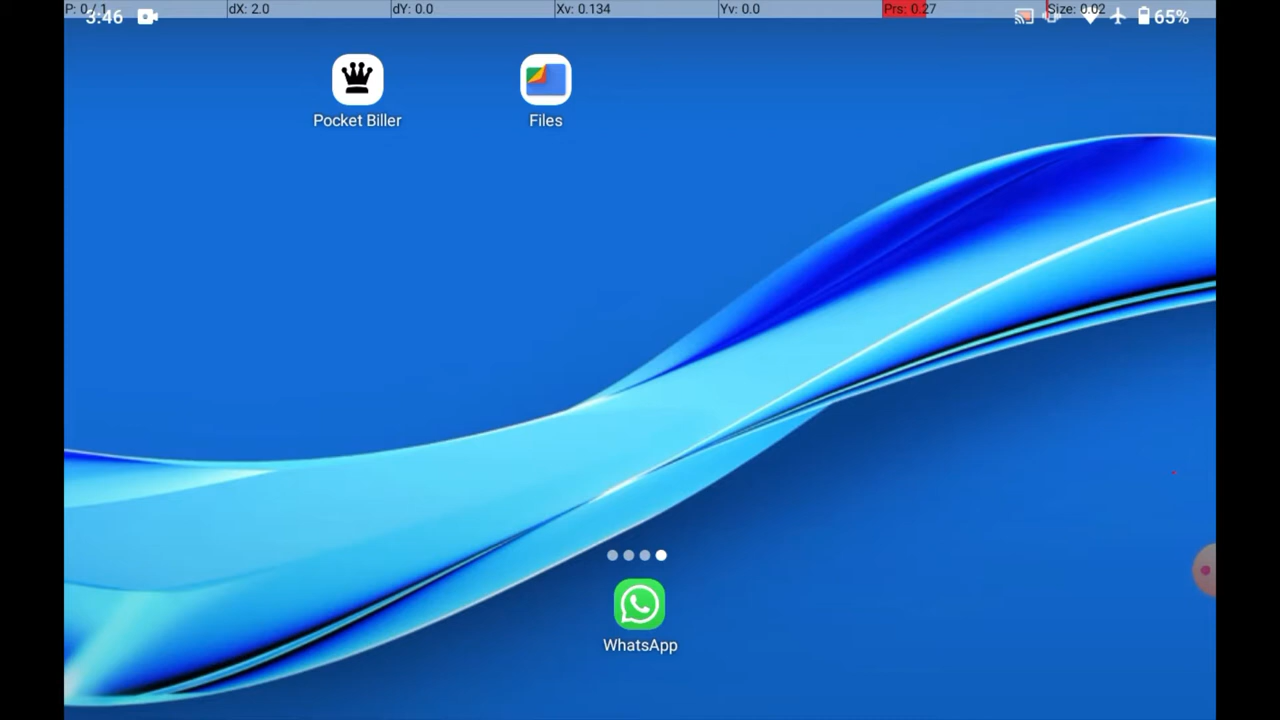 P: 0 / 1 dX: 2.0 dY: 0.0 Xv: 0.134 Yv: 0.0 Prs: 0.27 Size: 0.02
3:46 65%
Pocket Biller Files
WhatsApp